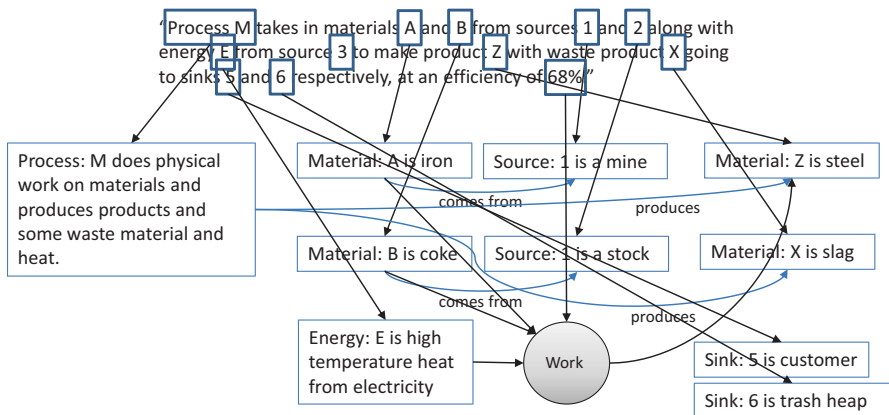 “Process M takes in materials A and B from sources 1 and 2 along with
energy E from source 3 to make product Z with waste product X going
to sinks 5 and 6 respectively, at an efficiency of 68%”
Process: M does physical
work on materials and
produces products and
some waste material and
heat.
Material: A is iron
Source: 1 is a mine
Material: Z is steel
comes from
produces
Material: B is coke
Source: 1 is a stock
Material: X is slag
comes from
produces
Energy: E is high
temperature heat
from electricity
Work
Sink: 5 is customer
Sink: 6 is trash heap